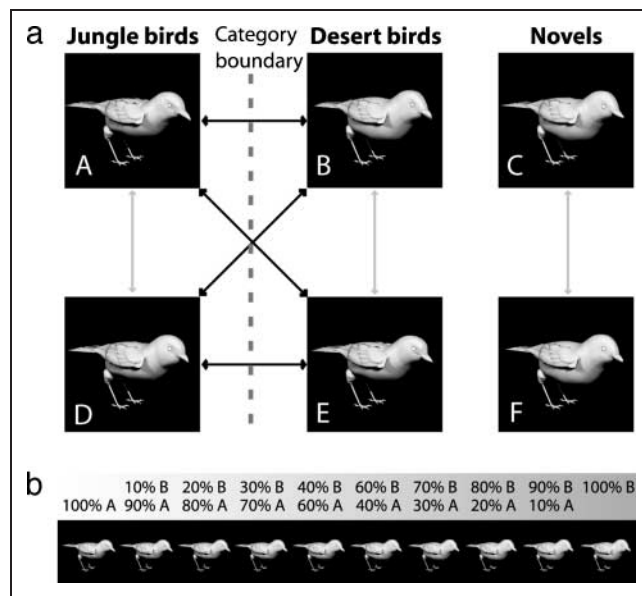 a
Jungle birds
Category
boundary
Desert birds
Novels
A
B
C
D
E
F
b
10% B 20% B 30% B 40% B 60% B 70% B 80% B 90% B 100% B
100% A 90% A 80% A 70% A 60% A 40% A 30% A 20% A 10% A